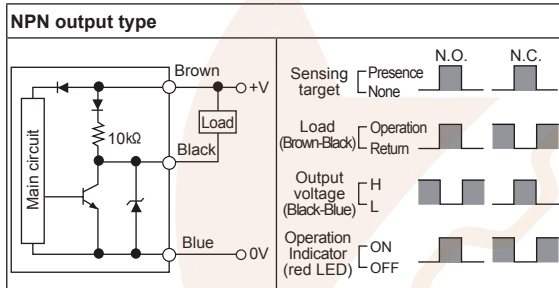 NPN output type
Brown
+V
Load
10kΩ
Black
Main circuit
Blue
0V
N.O. N.C.
Sensing target Presence
None
Load (Brown-Black) Operation
Return
Output voltage (Black-Blue) H
L
Operation Indicator (red LED) ON
OFF